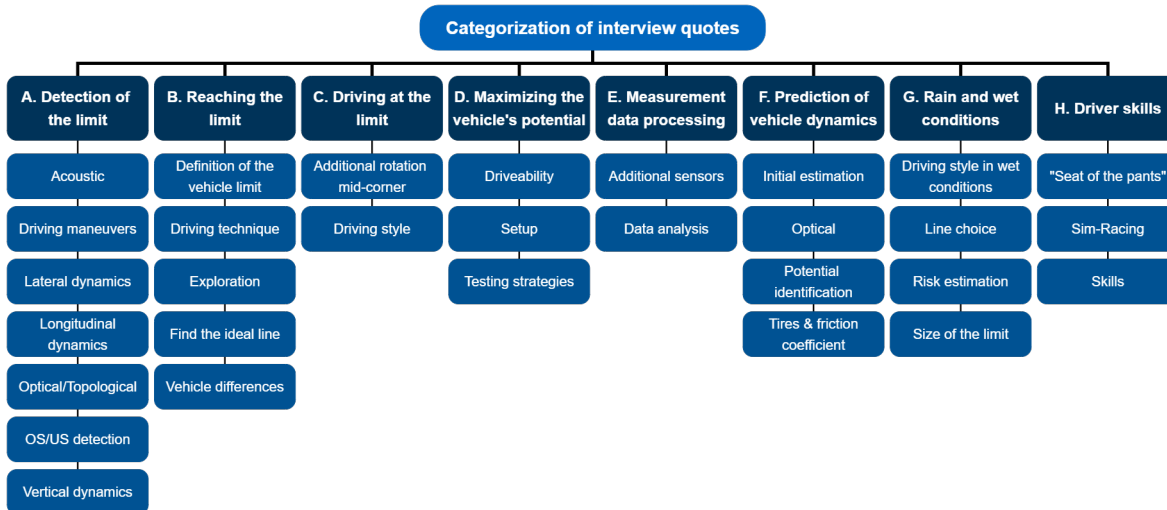 Categorization of interview quotes
A. Detection of
the limit
Acoustic
Driving maneuvers
Lateral dynamics
Longitudinal
dynamics
Optical/Topological
OS/US detection
Vertical dynamics
B. Reaching the
limit
Definition of the
vehicle limit
Driving technique
Exploration
Find the ideal line
Vehicle differences
C. Driving at the
limit
Additional rotation
mid-corner
Driving style
D. Maximizing the
vehicle's potential
Driveability
Setup
Testing strategies
E. Measurement
data processing
Additional sensors
Data analysis
F. Prediction of
vehicle dynamics
Initial estimation
Optical
Potential
identification
Tires & friction
coefficient
G. Rain and wet
conditions
Driving style in wet
conditions
Line choice
Risk estimation
Size of the limit
H. Driver skills
"Seat of the pants"
Sim-Racing
Skills